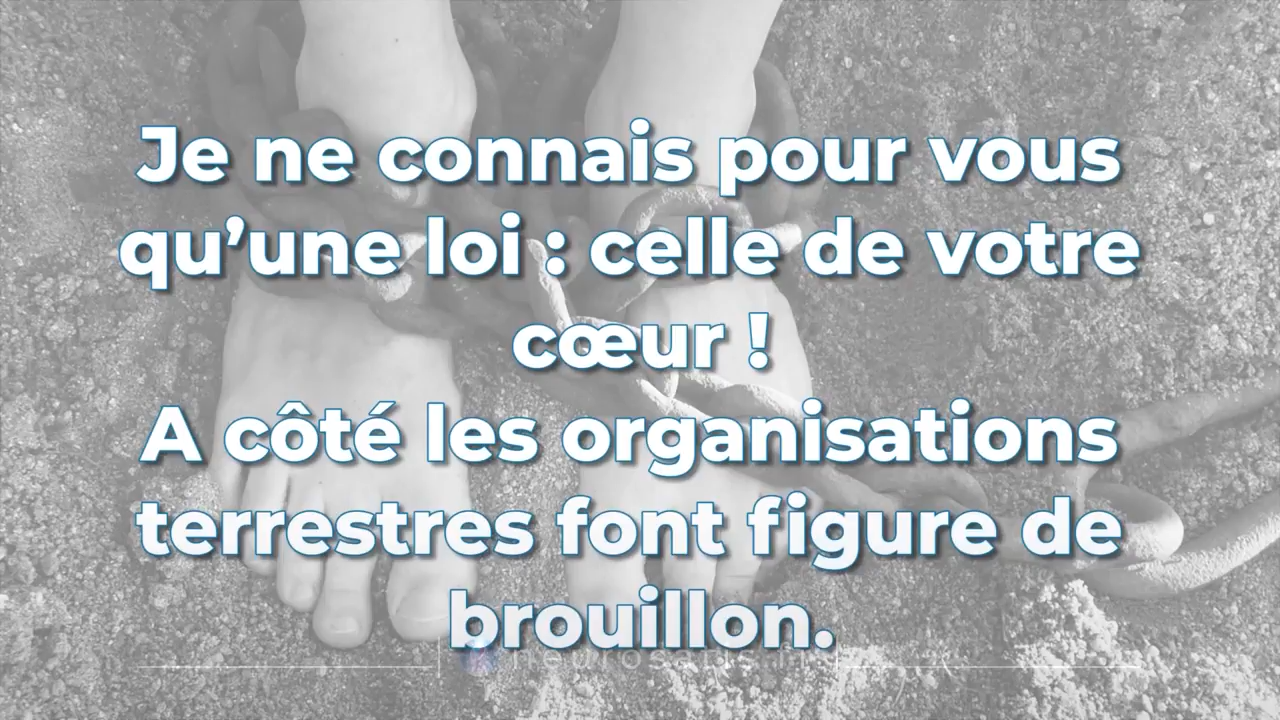 Je ne connais pour vous
qu’une loi : celle de votre
cœur !
A côté les organisations
terrestres font figure de
brouillon.